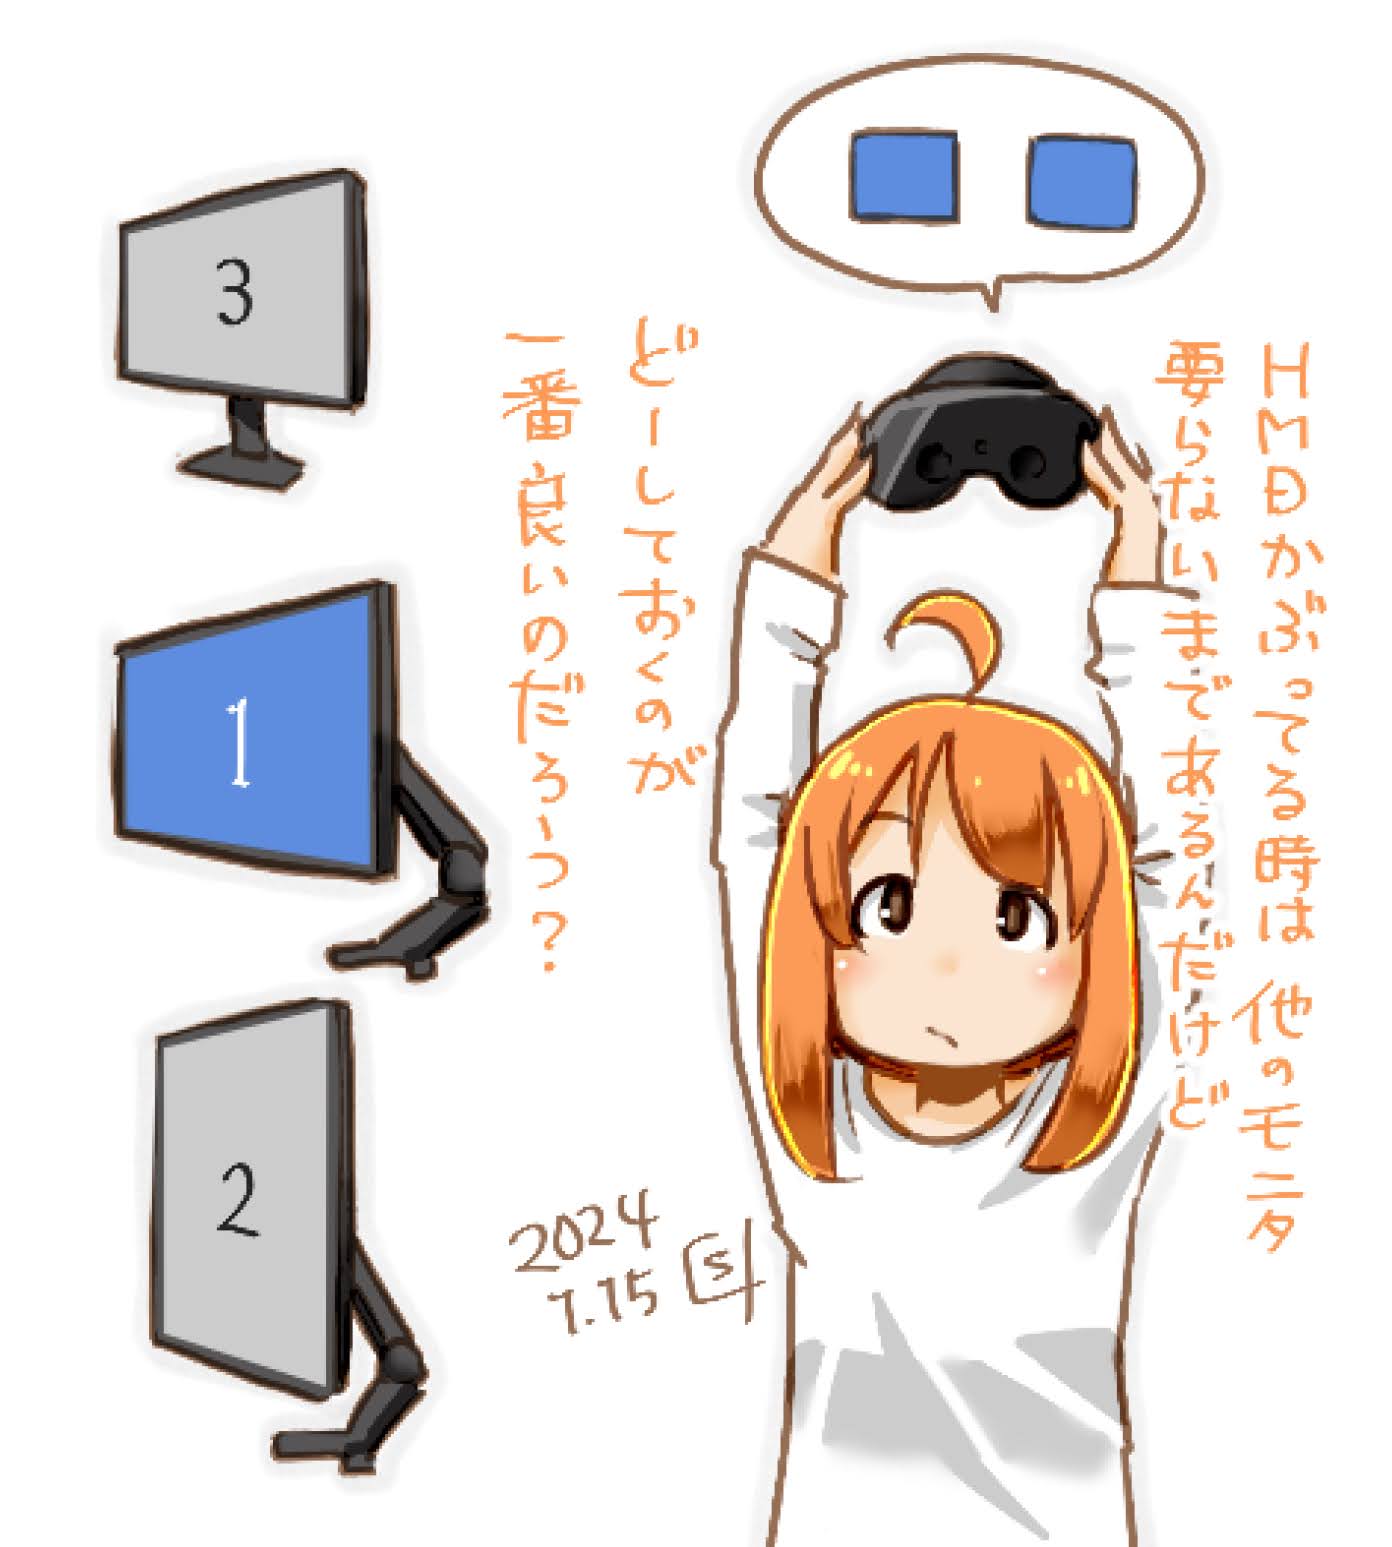 HMDかぶってる時は他のモニタ
要らないまであるんだけど
どーしておくのが
一番良いのだろうつ?
3
1
2
2024
7.15 S